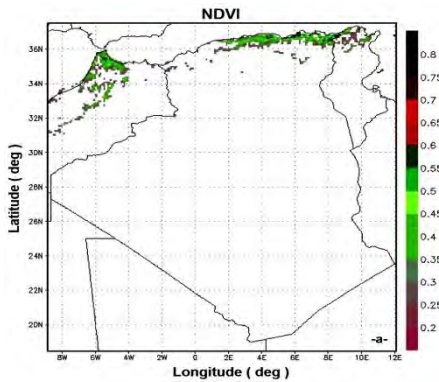 NDVI
36N
34N
32N
30N
28N
26N
24N
22N
20N
Latitude ( deg )
8W 6W 4W 2W 0 2E 4E 6E 8E 10E 12E
Longitude ( deg )
-a-
0.8
0.75
0.7
0.65
0.6
0.55
0.5
0.45
0.4
0.35
0.3
0.25
0.2